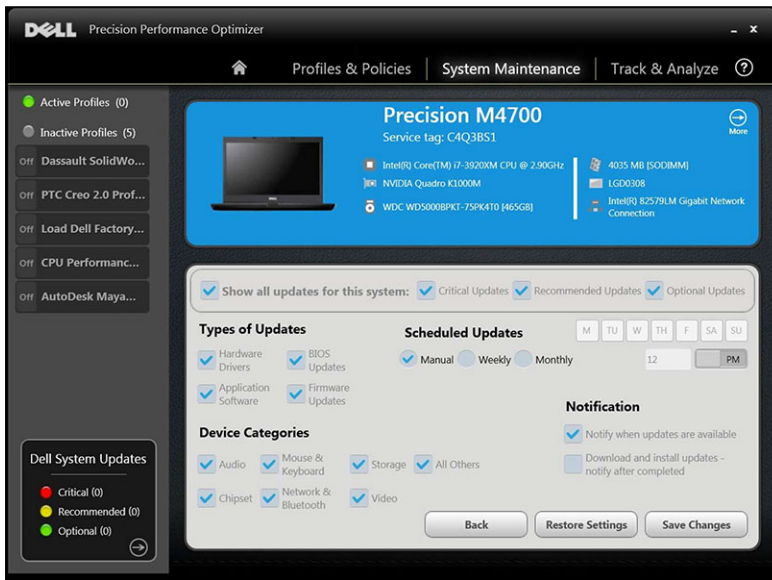 DELL Precision Performance Optimizer
Profiles & Policies System Maintenance Track & Analyze ?
Active Profiles (0)
Inactive Profiles (5)
Off Dassault SolidWo...
Off PTC Creo 2.0 Prof...
Off Load Dell Factory...
Off CPU Performanc...
Off AutoDesk Maya...
Dell System Updates
Critical (0)
Recommended (0)
Optional (0)
Precision M4700
Service tag: C4Q3BS1
More
Intel(R) Core(TM) i7-3920XM CPU @ 2.90GHz
NVIDIA Quadro K1000M
WDC WD5000BPKT-75PK4T0 [465GB]
4035 MB [SODIMM]
LGD0308
Intel(R) 82579LM Gigabit Network
Connection
Show all updates for this system: Critical Updates Recommended Updates Optional Updates
Types of Updates
Hardware
Drivers
BIOS
Updates
Application
Software
Firmware
Updates
Scheduled Updates
M TU W TH F SA SU
Manual Weekly Monthly
12 PM
Device Categories
Audio
Mouse &
Keyboard
Storage
All Others
Chipset
Network &
Bluetooth
Video
Notification
Notify when updates are available
Download and install updates -
notify after completed
Back Restore Settings Save Changes